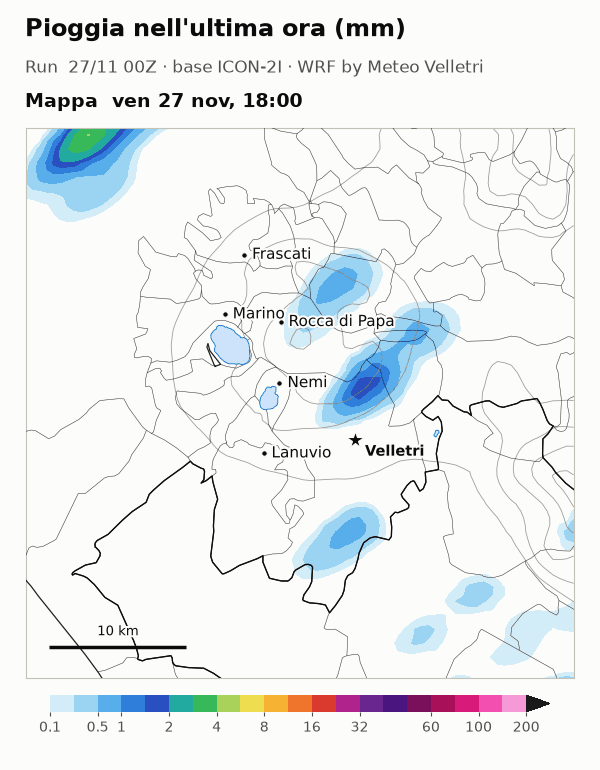 Pioggia nell'ultima ora (mm)
Run  27/11 00Z · base ICON-2I · WRF by Meteo Velletri
Mappa  ven 27 nov, 18:00
Frascati
Marino
Rocca di Papa
Nemi
Velletri
Lanuvio
10 km
0.1 0.5 1 2 4 8 16 32 60 100 200